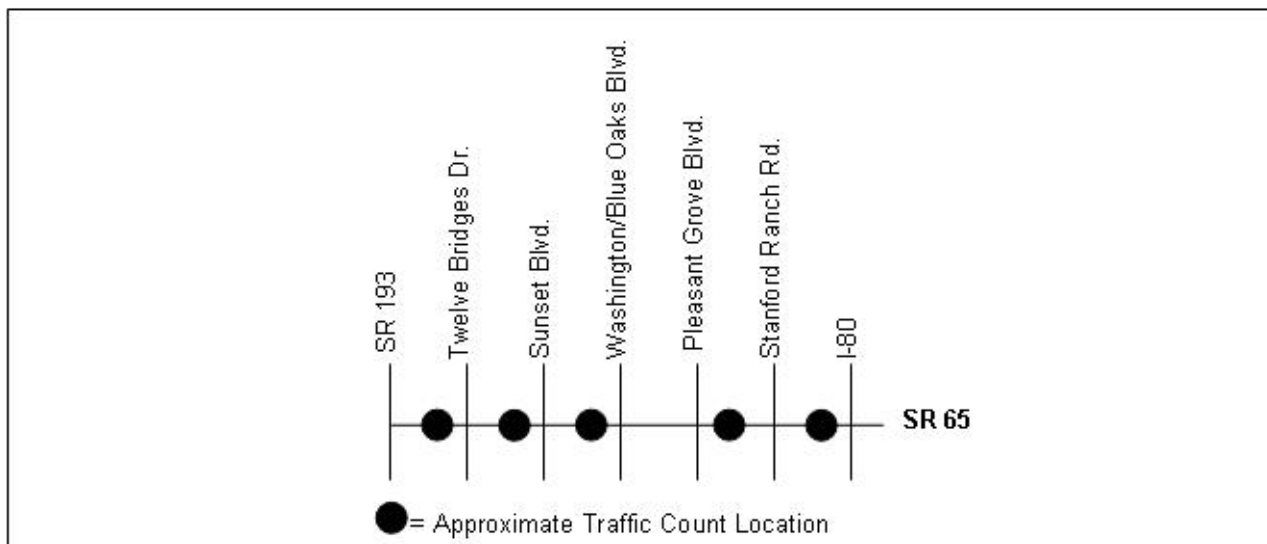 SR 193
Twelve Bridges Dr.
Sunset Blvd.
Washington/Blue Oaks Blvd.
Pleasant Grove Blvd.
Stanford Ranch Rd.
I-80
SR 65
= Approximate Traffic Count Location